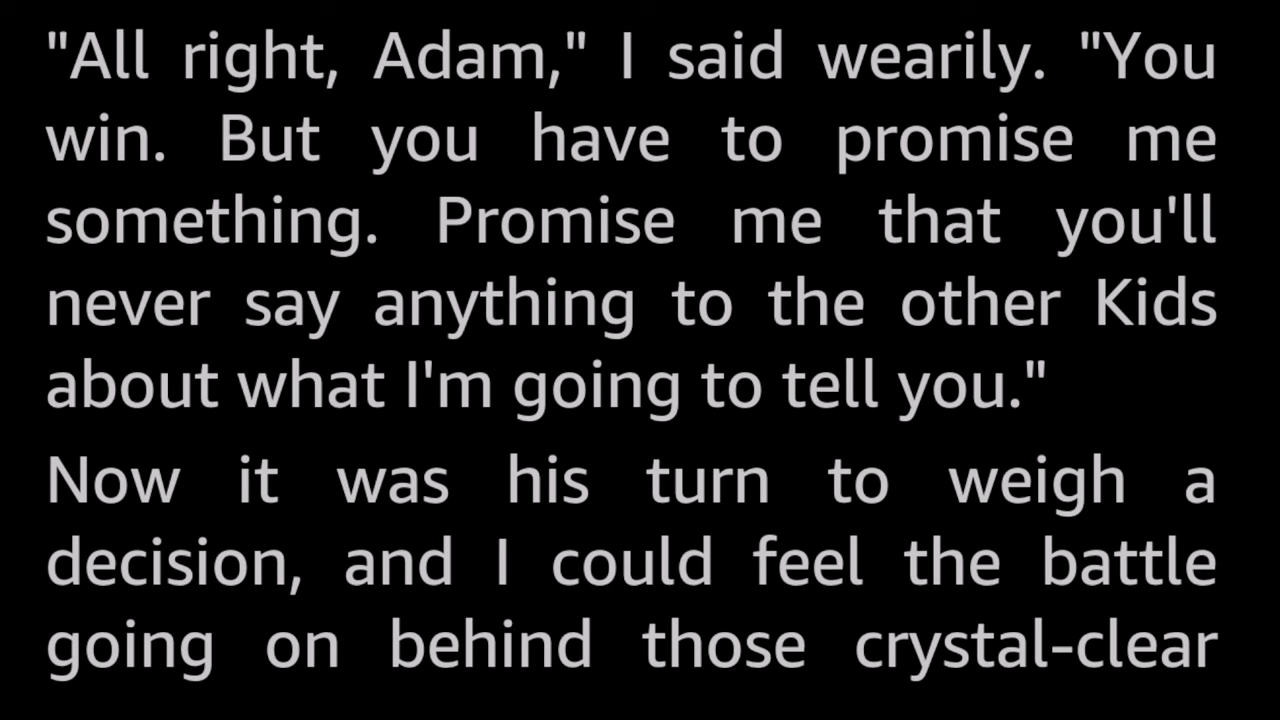 "All right, Adam," I said wearily. "You
win. But you have to promise me
something. Promise me that you'll
never say anything to the other Kids
about what I'm going to tell you."
Now it was his turn to weigh a
decision, and I could feel the battle
going on behind those crystal-clear